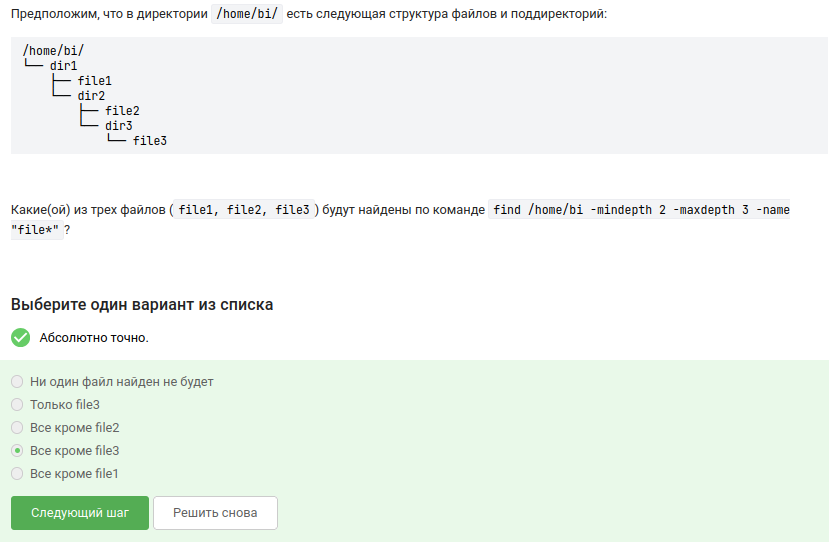 Предположим, что в директории /home/bi/ есть следующая структура файлов и поддиректорий:
/home/bi/
└── dir1
    ├── file1
    └── dir2
        ├── file2
        └── dir3
            └── file3
Какие(ой) из трех файлов ( file1, file2, file3 ) будут найдены по команде find /home/bi -mindepth 2 -maxdepth 3 -name
"file*" ?
Выберите один вариант из списка
Абсолютно точно.
Ни один файл найден не будет
Только file3
Все кроме file2
Все кроме file3
Все кроме file1
Следующий шаг Решить снова